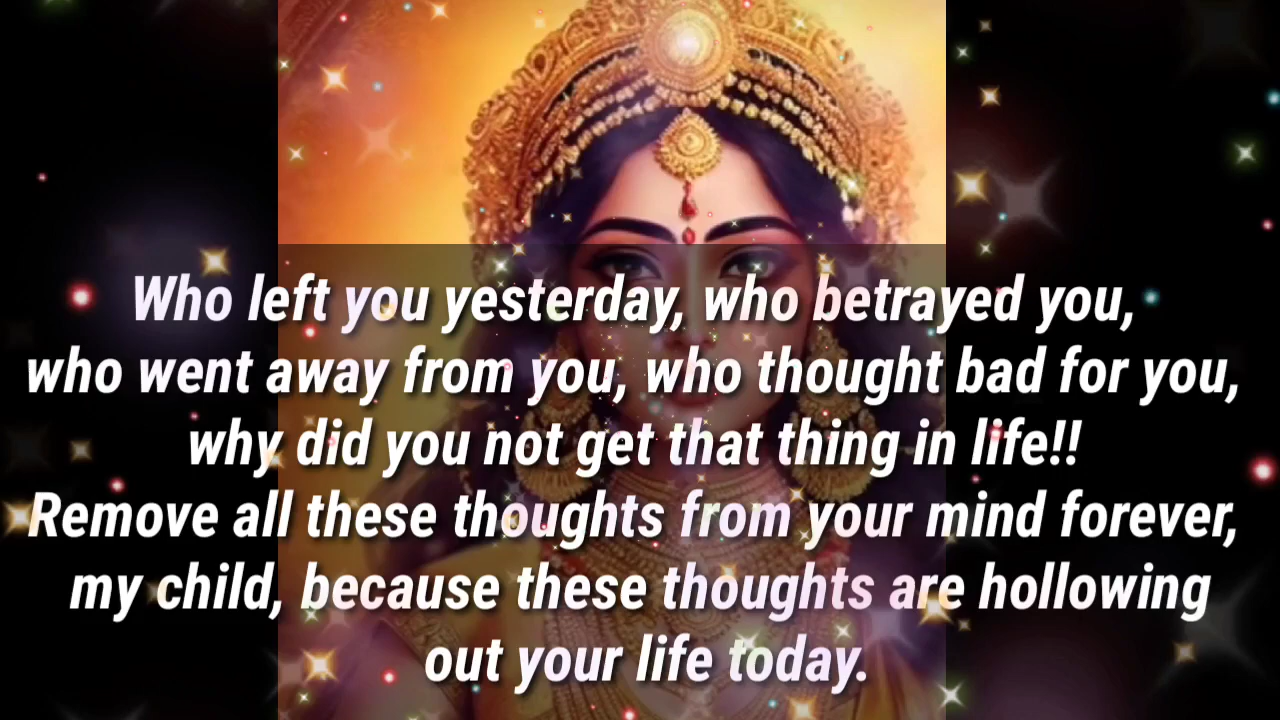 Who left you yesterday, who betrayed you,
who went away from you, who thought bad for you,
why did you not get that thing in life!!
Remove all these thoughts from your mind forever,
my child, because these thoughts are hollowing
out your life today.